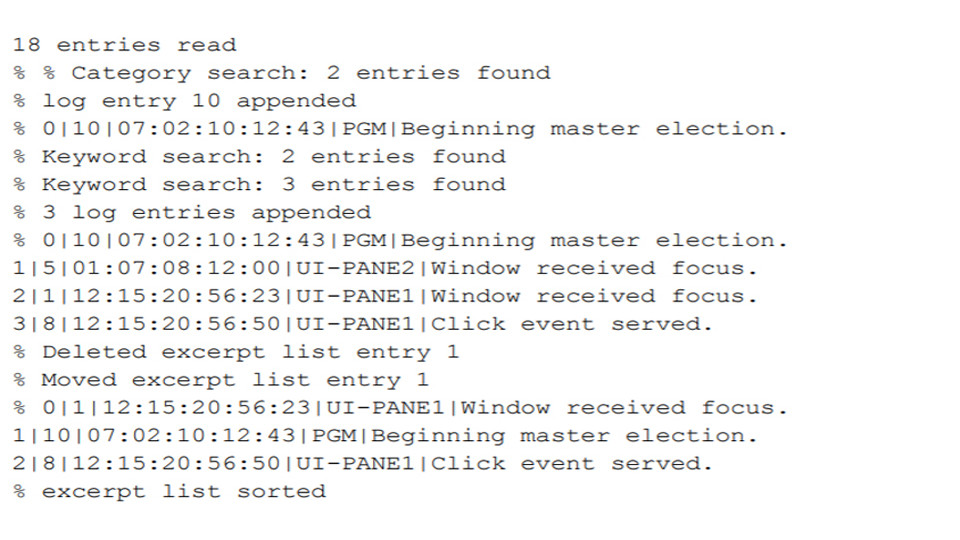 18 entries read
% % Category search: 2 entries found
% log entry 10 appended
% 0|10|07:02:10:12:43|PGM|Beginning master election.
% Keyword search: 2 entries found
% Keyword search: 3 entries found
% 3 log entries appended
% 0|10|07:02:10:12:43|PGM|Beginning master election.
1|5|01:07:08:12:00|UI-PANE2|Window received focus.
2|1|12:15:20:56:23|UI-PANE1|Window received focus.
3|8|12:15:20:56:50|UI-PANE1|Click event served.
% Deleted excerpt list entry 1
% Moved excerpt list entry 1
% 0|1|12:15:20:56:23|UI-PANE1|Window received focus.
1|10|07:02:10:12:43|PGM|Beginning master election.
2|8|12:15:20:56:50|UI-PANE1|Click event served.
% excerpt list sorted